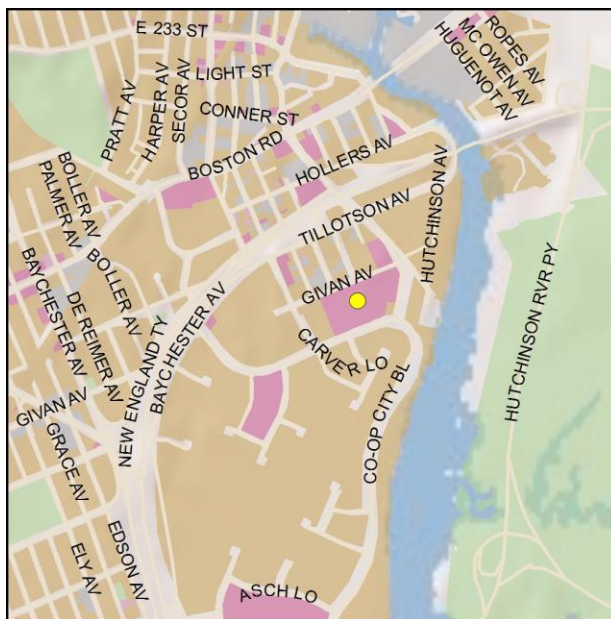 E 233 ST
ROPES AV
MC OWEN AV
HUGUENOT AV
LIGHT ST
PRATT AV
HARPER AV
SECOR AV
CONNER ST
BOSTON RD
HOLLERS AV
BOLLER AV
PALMER AV
TILLOTSON AV
HUTCHINSON AV
BAYCHESTER AV
DE REIMER AV
BOLLER AV
GIVAN AV
NEW ENGLAND TY
BAYCHESTER AV
CARVER LO
HUTCHINSON RVR PY
GIVAN AV
GRACE AV
CO-OP CITY BL
EDSON AV
ELY AV
ASCH LO